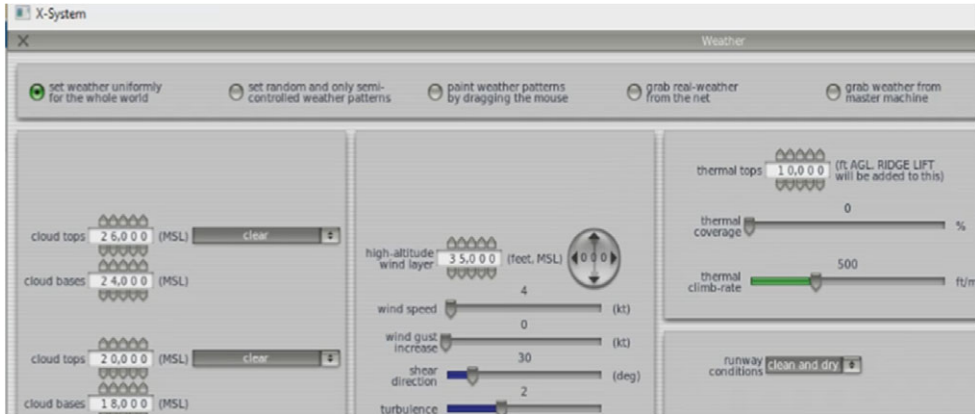 X-System
Weather
set weather uniformly
for the whole world
set random and only semi-
controlled weather patterns
paint weather patterns
by dragging the mouse
grab real-weather
from the net
grab weather from
master machine
cloud tops 26,000 (MSL) clear
cloud bases 24,000 (MSL)
cloud tops 20,000 (MSL) clear
cloud bases 18,000 (MSL)
high-altitude
wind layer 35,000 (feet, MSL) 000
4
wind speed (kt)
0
wind gust
increase (kt)
30
shear
direction (deg)
2
turbulence
thermal tops 10,000 (ft AGL. RIDGE LIFT
will be added to this)
0
thermal
coverage %
500
thermal
climb-rate ft/m
runway
conditions clean and dry